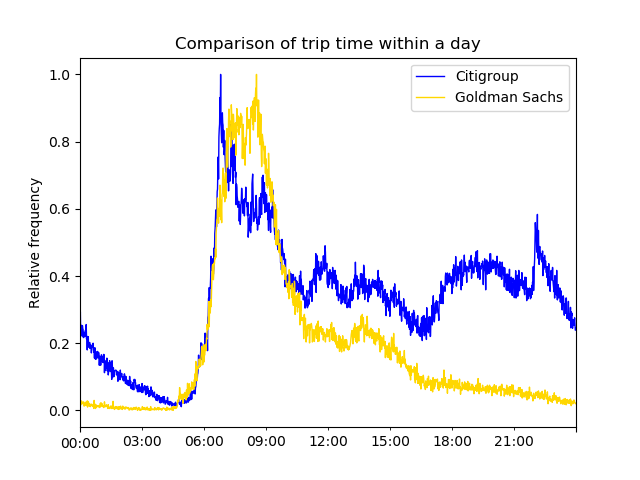 Comparison of trip time within a day
Citigroup
Goldman Sachs
Relative frequency
1.0
0.8
0.6
0.4
0.2
0.0
00:00 03:00 06:00 09:00 12:00 15:00 18:00 21:00